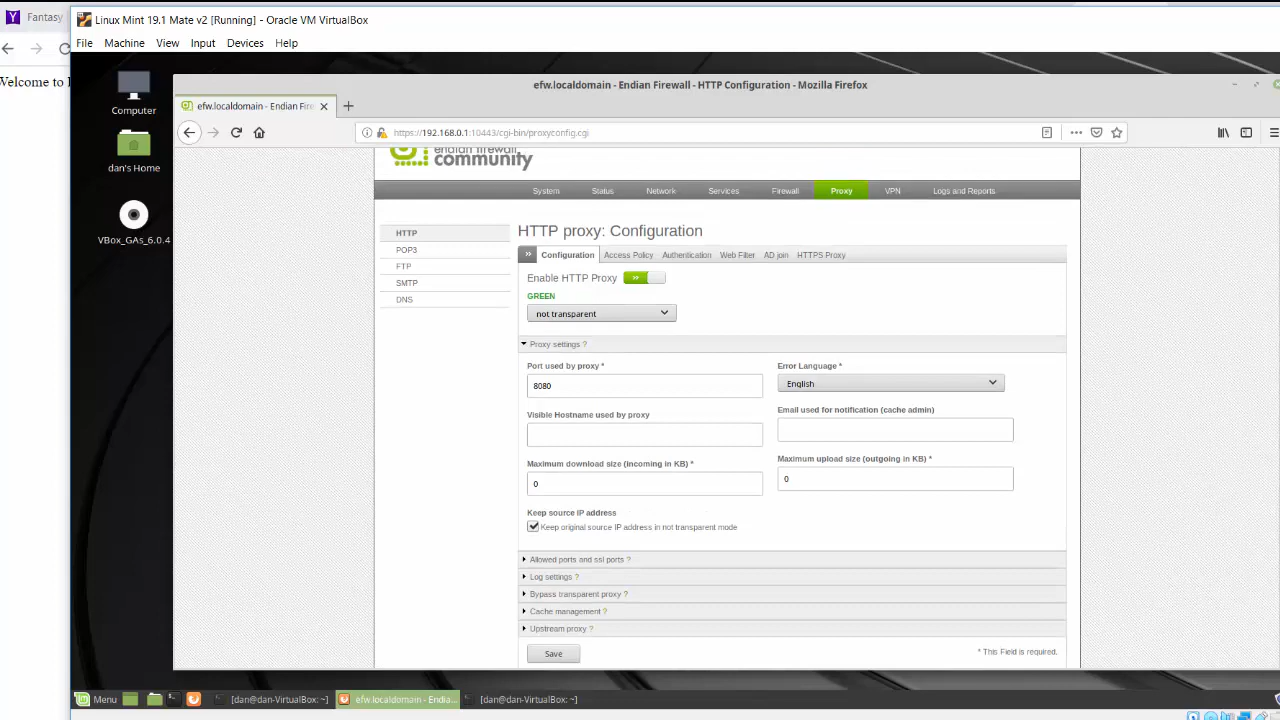 Fantasy
Linux Mint 19.1 Mate v2 [Running] - Oracle VM VirtualBox
File Machine View Input Devices Help
Welcome to
Computer
dan's Home
VBox_GAs_6.0.4
efw.localdomain - Endian Firewall - HTTP Configuration - Mozilla Firefox
efw.localdomain - Endian Fire
https://192.168.0.1:10443/cgi-bin/proxyconfig.cgi
endian firewall
community
System Status Network Services Firewall Proxy VPN Logs and Reports
HTTP
POP3
FTP
SMTP
DNS
HTTP proxy: Configuration
» Configuration Access Policy Authentication Web Filter AD join HTTPS Proxy
Enable HTTP Proxy »
GREEN
not transparent
Proxy settings ?
Port used by proxy *
8080
Error Language *
English
Visible Hostname used by proxy
Email used for notification (cache admin)
Maximum download size (incoming in KB) *
0
Maximum upload size (outgoing in KB) *
0
Keep source IP address
Keep original source IP address in not transparent mode
Allowed ports and ssl ports ?
Log settings ?
Bypass transparent proxy ?
Cache management ?
Upstream proxy ?
Save
* This Field is required.
Menu [dan@dan-VirtualBox: ~] efw.localdomain - Endia... [dan@dan-VirtualBox: ~]